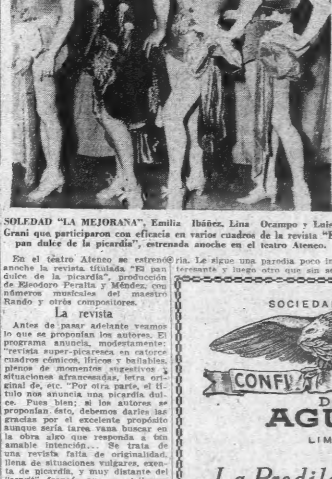 SOLEDAD "LA MEJORANA", Emilia Ibáñez, Lina Ocampo y Luis
Grani que participaron con eficacia en varios cuadros de la revista "E
pan dulce de la picardía", estrenada anoche en el teatro Ateneo.
En el teatro Ateneo se estrenó
anoche la revista titulada "El pan
dulce de la picardía", producción
de Eleodoro Peralta y Méndez, con
números musicales del maestro
Rando y otros compositores.
La revista
Antes de pasar adelante veamos
lo que se proponían los autores. El
programa anuncia, modestamente:
"revista super-picaresca en catorce
cuadros cómicos, líricos y bailables,
plenos de momentos sugestivos y
situaciones afrancesadas, letra ori-
ginal de, etc. "Por otra parte, el tí-
tulo nos anuncia una picardía dul-
ce. Pues bien; si los autores se
proponían ésto, debemos darles las
gracias por el excelente propósito
aunque sería tarea vana buscar en
la obra algo que responda a tan
amable intención... Se trata de
una revista falta de originalidad,
llena de situaciones vulgares, exen-
ta de picardía, y muy distante del
ria. Le sigue una parodia poco in
teresante y luego otro que sin se
SOCIEDA
CONFI
D
AGU
LIM
La Predil